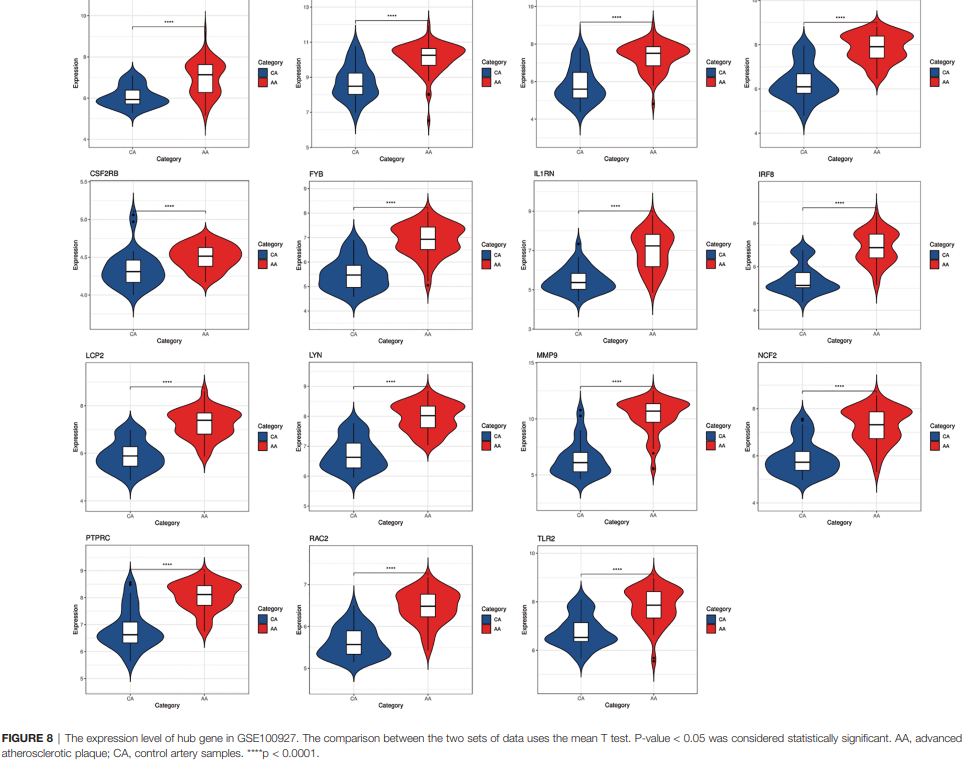 10
8
6
4
Expression
****
CA
AA
Category
Category
CA
AA
13
11
9
7
5
Expression
****
CA
AA
Category
Category
CA
AA
10
8
6
4
Expression
****
CA
AA
Category
Category
CA
AA
8
6
4
Expression
****
CA
AA
Category
Category
CA
AA
CSF2RB
5.5
5.0
4.5
4.0
Expression
****
CA
AA
Category
Category
CA
AA
FYB
9
8
7
6
5
4
Expression
****
CA
AA
Category
Category
CA
AA
IL1RN
9
7
5
3
Expression
****
CA
AA
Category
Category
CA
AA
IRF8
8
6
4
Expression
****
CA
AA
Category
Category
CA
AA
LCP2
8
6
4
Expression
****
CA
AA
Category
Category
CA
AA
LYN
9
8
7
6
5
Expression
****
CA
AA
Category
Category
CA
AA
MMP9
15
10
5
Expression
****
CA
AA
Category
Category
CA
AA
NCF2
8
6
4
Expression
****
CA
AA
Category
Category
CA
AA
PTPRC
9
8
7
6
5
Expression
****
CA
AA
Category
Category
CA
AA
RAC2
7
6
5
Expression
****
CA
AA
Category
Category
CA
AA
TLR2
10
8
6
Expression
****
CA
AA
Category
Category
CA
AA
FIGURE 8 | The expression level of hub gene in GSE100927. The comparison between the two sets of data uses the mean T test. P-value < 0.05 was considered statistically significant. AA, advanced
atherosclerotic plaque; CA, control artery samples. ****p < 0.0001.